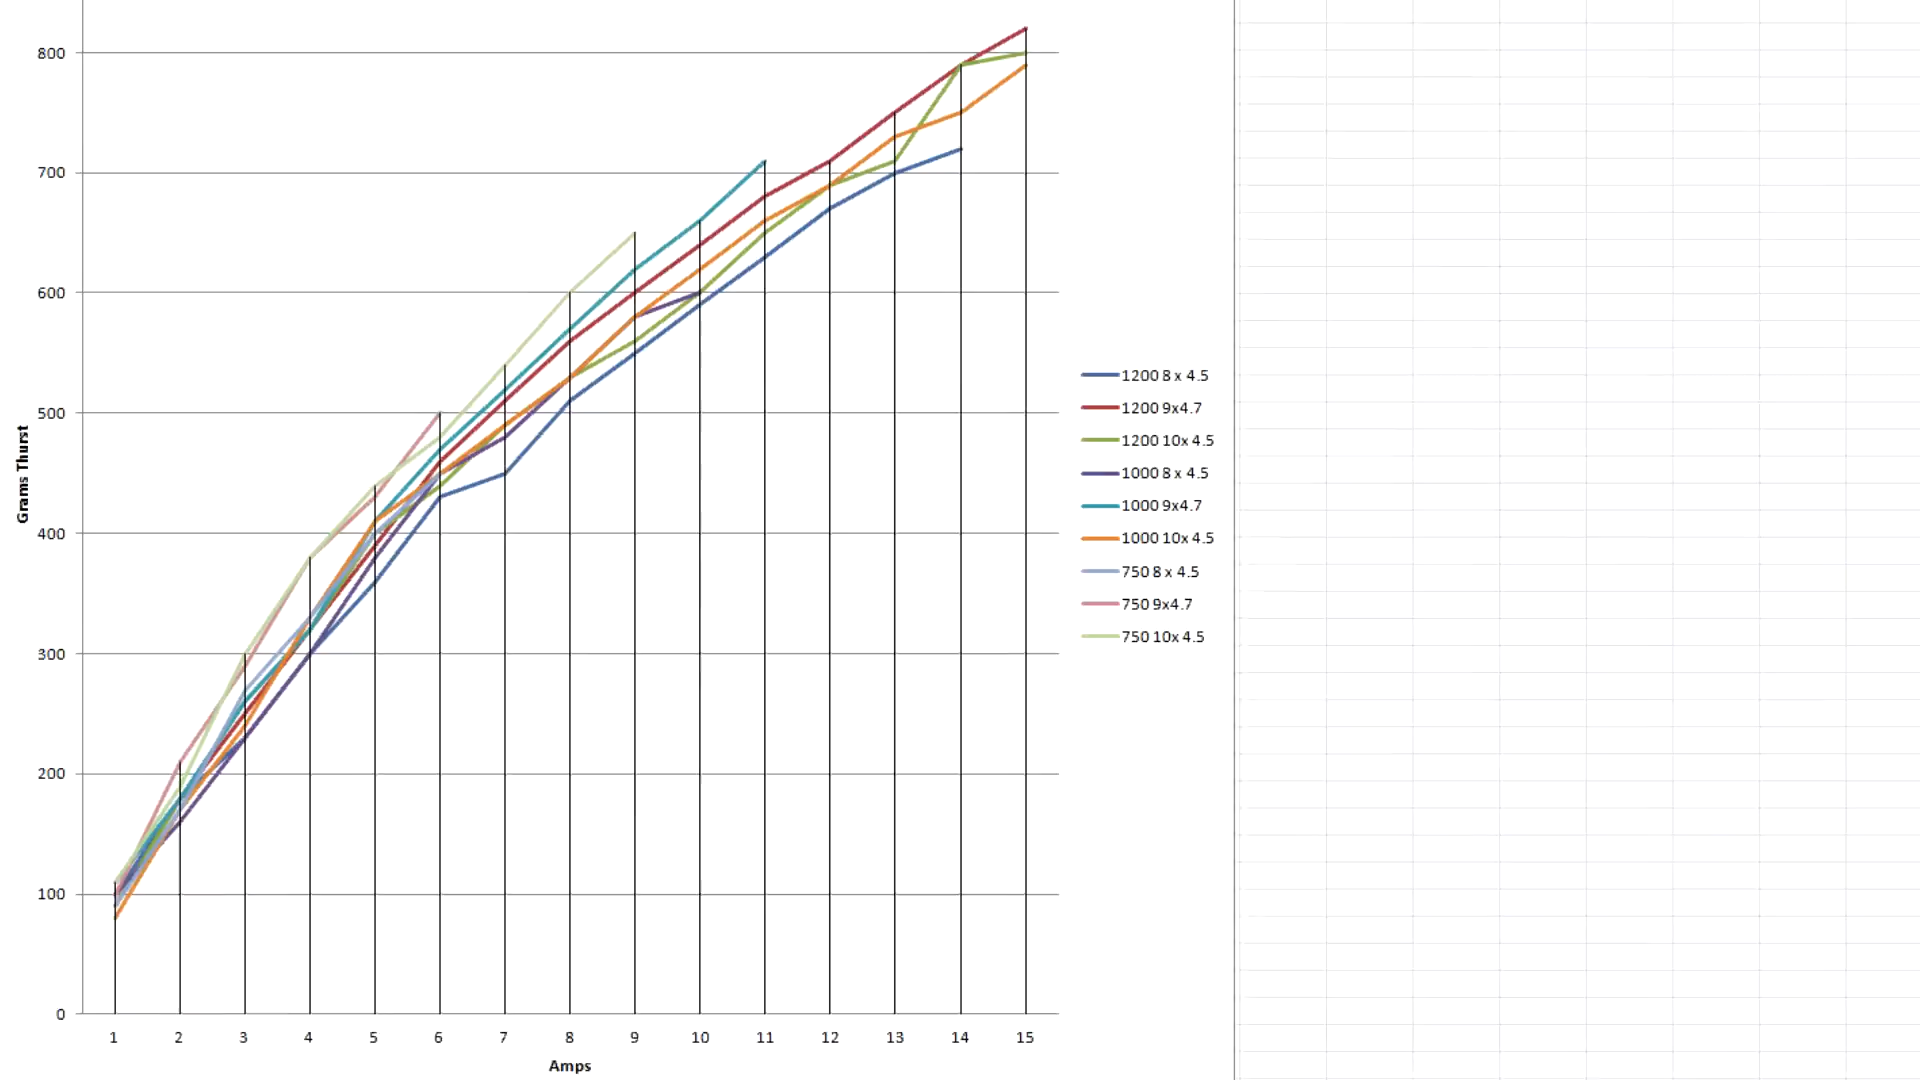 800
700
600
500
400
300
200
100
0
Grams Thurst
1 2 3 4 5 6 7 8 9 10 11 12 13 14 15
Amps
1200 8 x 4.5
1200 9x4.7
1200 10x 4.5
1000 8 x 4.5
1000 9x4.7
1000 10x 4.5
750 8 x 4.5
750 9x4.7
750 10x 4.5